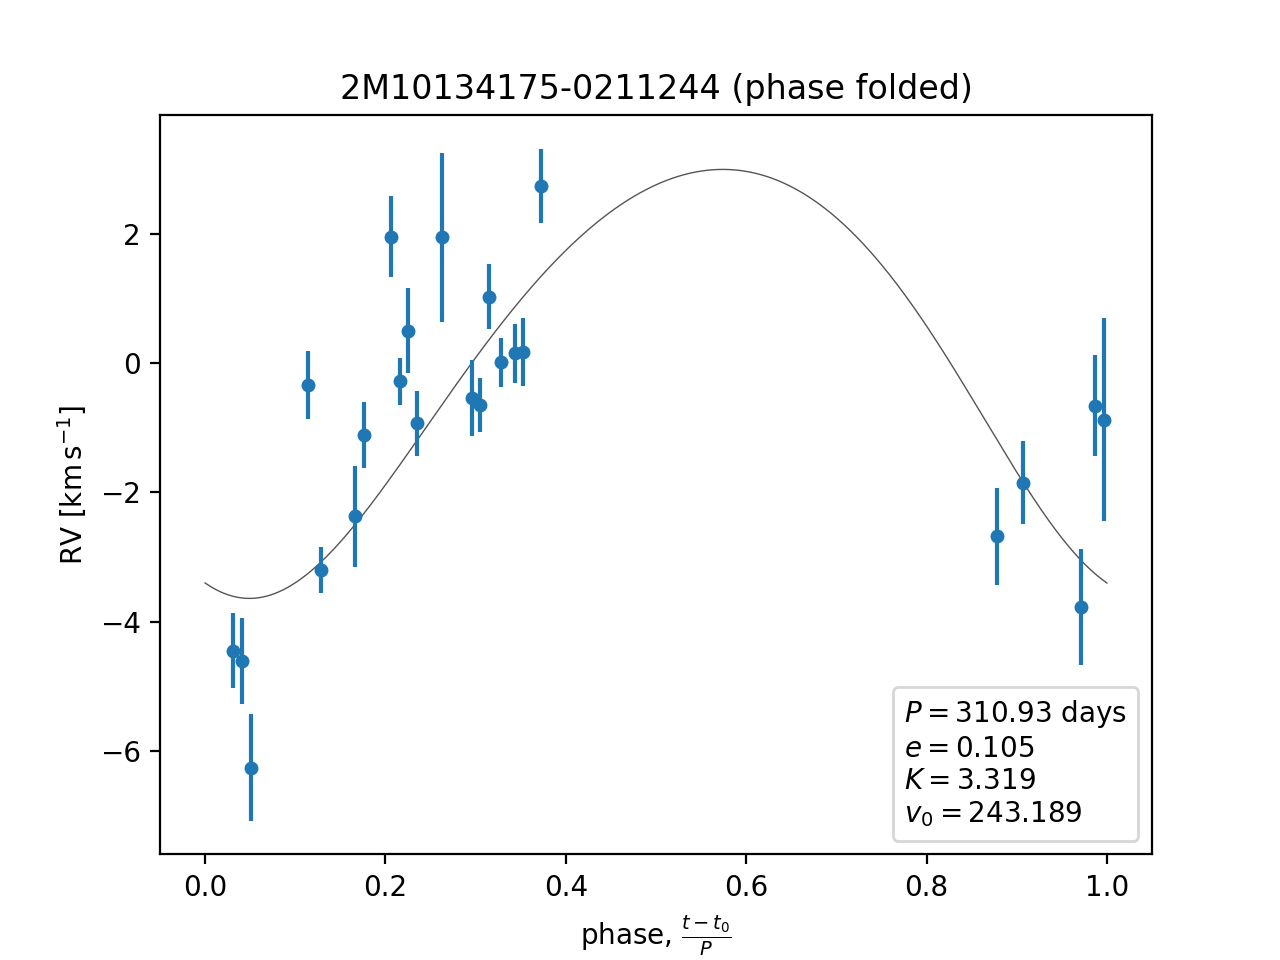 2M10134175-0211244 (phase folded)
RV [km s⁻¹]
2
0
−2
−4
−6
P = 310.93 days
e = 0.105
K = 3.319
v₀ = 243.189
0.0 0.2 0.4 0.6 0.8 1.0
phase, (t − t₀)/P